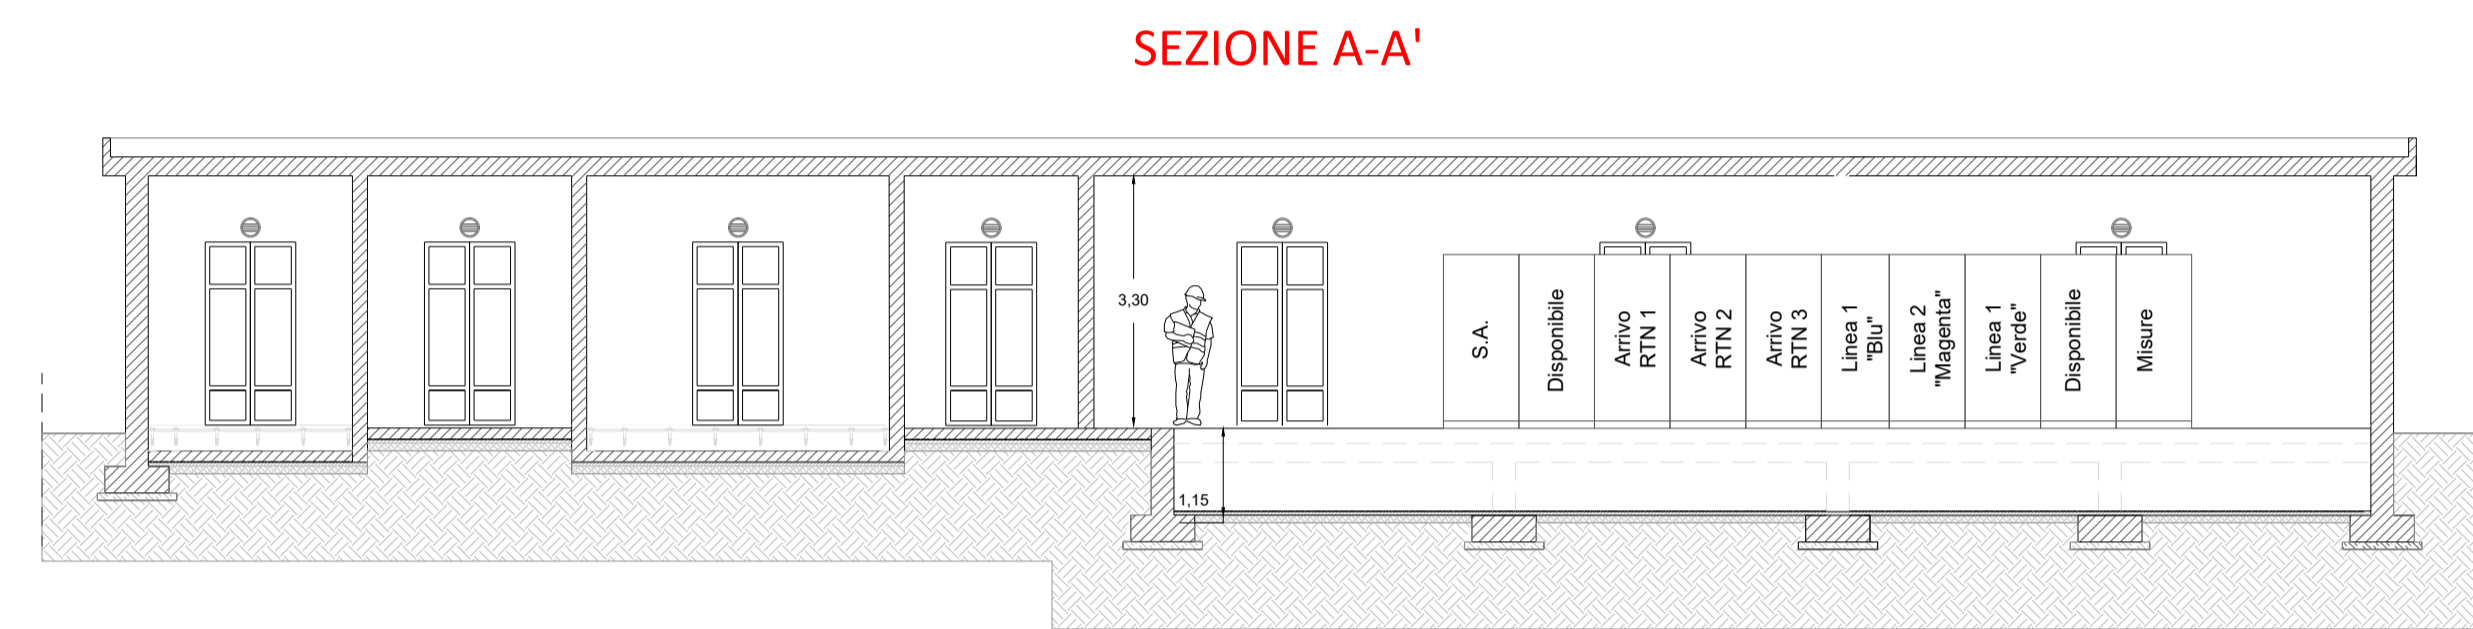 SEZIONE A-A'
3,30
1,15
S.A.
Disponibile
Arrivo
RTN 1
Arrivo
RTN 2
Arrivo
RTN 3
Linea 1
"Blu"
Linea 2
"Magenta"
Linea 1
"Verde"
Disponibile
Misure